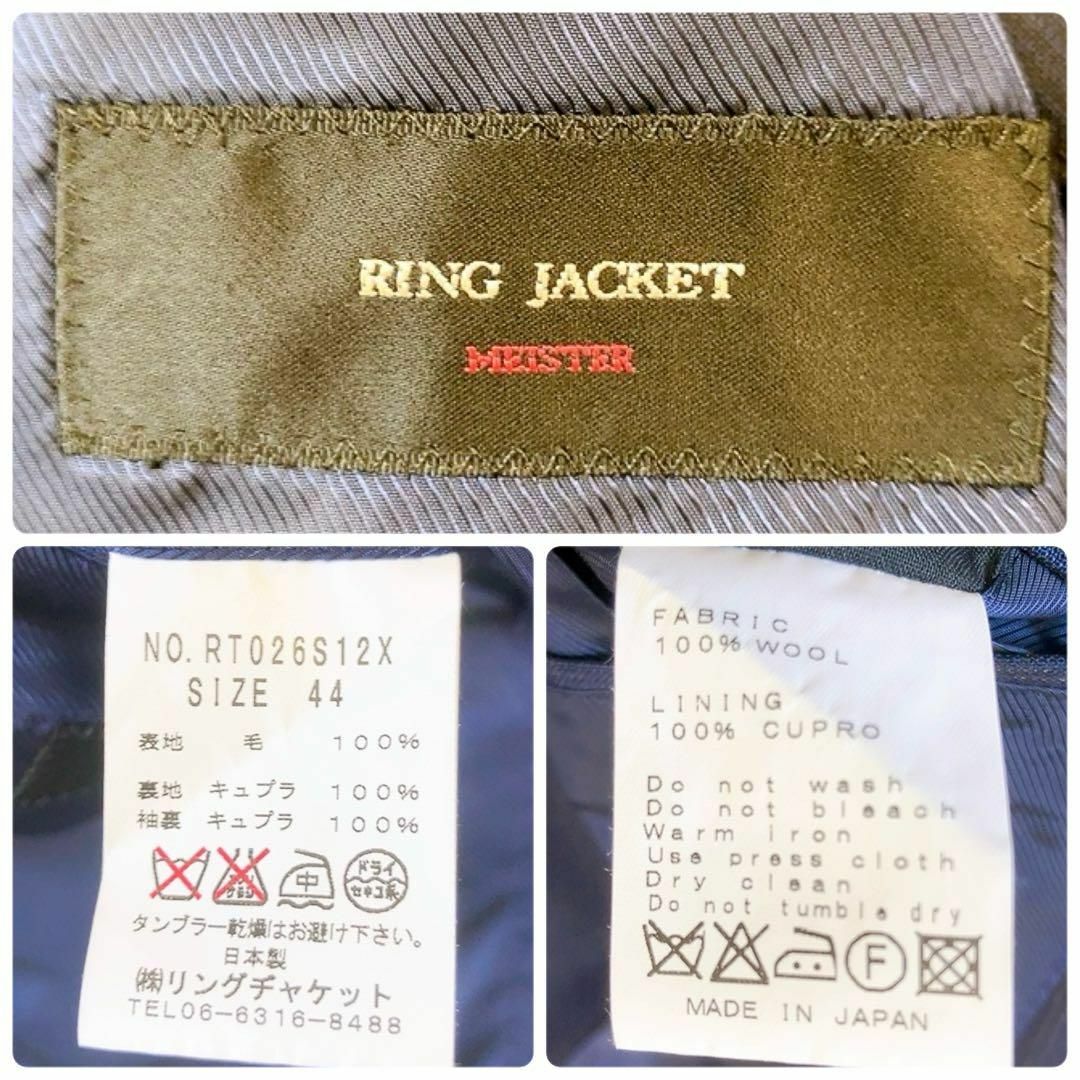 RING JACKET
MEISTER
NO. RT026S12X
SIZE 44
表地 毛 100%
裏地 キュプラ 100%
袖裏 キュプラ 100%
中
ドライ
セキユ系
タンブラー乾燥はお避け下さい。
日本製
㈱リングヂャケット
TEL06-6316-8488
FABRIC
100% WOOL
LINING
100% CUPRO
Do not wash
Do not bleach
Warm iron
Use press cloth
Dry clean
Do not tumble dry
F
MADE IN JAPAN